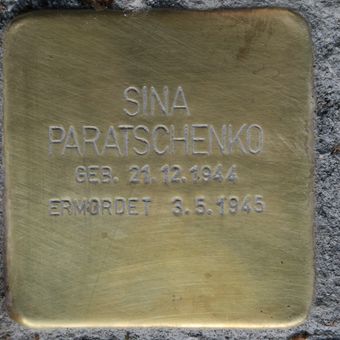 SINA
PARATSCHENKO
GEB. 21.12.1944
ERMORDET 3.5.1945